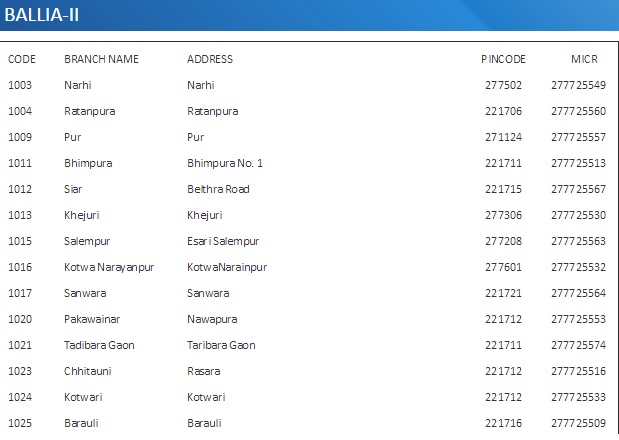 BALLIA-II
CODE BRANCH NAME ADDRESS PINCODE MICR
1003 Narhi Narhi 277502 277725549
1004 Ratanpura Ratanpura 221706 277725560
1009 Pur Pur 271124 277725557
1011 Bhimpura Bhimpura No. 1 221711 277725513
1012 Siar Belthra Road 221715 277725567
1013 Khejuri Khejuri 277306 277725530
1015 Salempur Esari Salempur 277208 277725563
1016 Kotwa Narayanpur KotwaNarainpur 277601 277725532
1017 Sanwara Sanwara 221721 277725564
1020 Pakawainar Nawapura 221712 277725553
1021 Tadibara Gaon Taribara Gaon 221711 277725574
1023 Chhitauni Rasara 221712 277725516
1024 Kotwari Kotwari 221712 277725533
1025 Barauli Barauli 221716 277725509